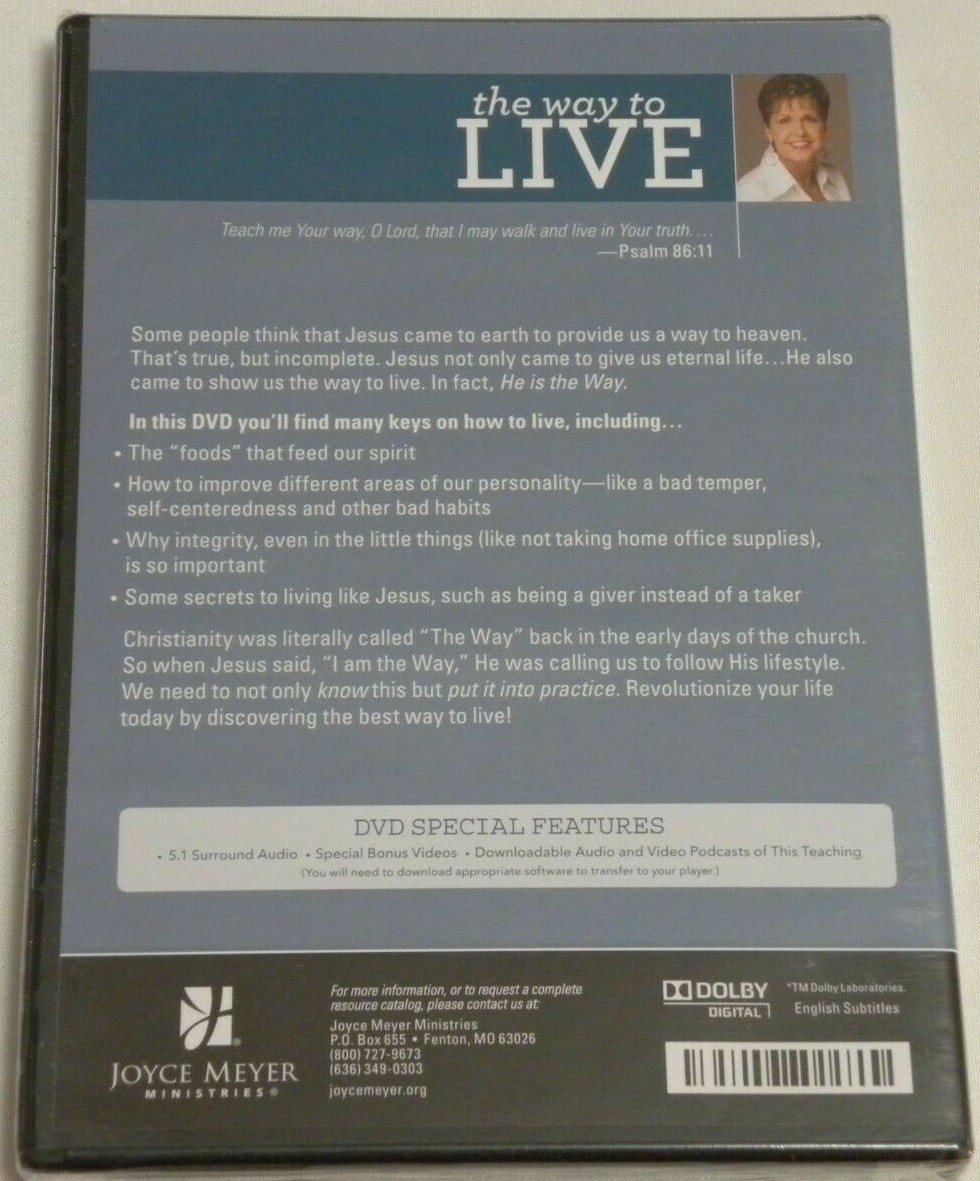 the way to
LIVE
Teach me Your way, O Lord, that I may walk and live in Your truth....
—Psalm 86:11
Some people think that Jesus came to earth to provide us a way to heaven.
That's true, but incomplete. Jesus not only came to give us eternal life...He also
came to show us the way to live. In fact, He is the Way.
In this DVD you'll find many keys on how to live, including...
• The “foods” that feed our spirit
• How to improve different areas of our personality—like a bad temper,
self-centeredness and other bad habits
• Why integrity, even in the little things (like not taking home office supplies),
is so important
• Some secrets to living like Jesus, such as being a giver instead of a taker
Christianity was literally called “The Way” back in the early days of the church.
So when Jesus said, “I am the Way,” He was calling us to follow His lifestyle.
We need to not only know this but put it into practice. Revolutionize your life
today by discovering the best way to live!
DVD SPECIAL FEATURES
• 5.1 Surround Audio • Special Bonus Videos • Downloadable Audio and Video Podcasts of This Teaching
(You will need to download appropriate software to transfer to your player.)
JOYCE MEYER
MINISTRIES®
For more information, or to request a complete
resource catalog, please contact us at:
Joyce Meyer Ministries
P.O. Box 655 • Fenton, MO 63026
(800) 727-9673
(636) 349-0303
joycemeyer.org
DOLBY
DIGITAL
*TM Dolby Laboratories.
English Subtitles